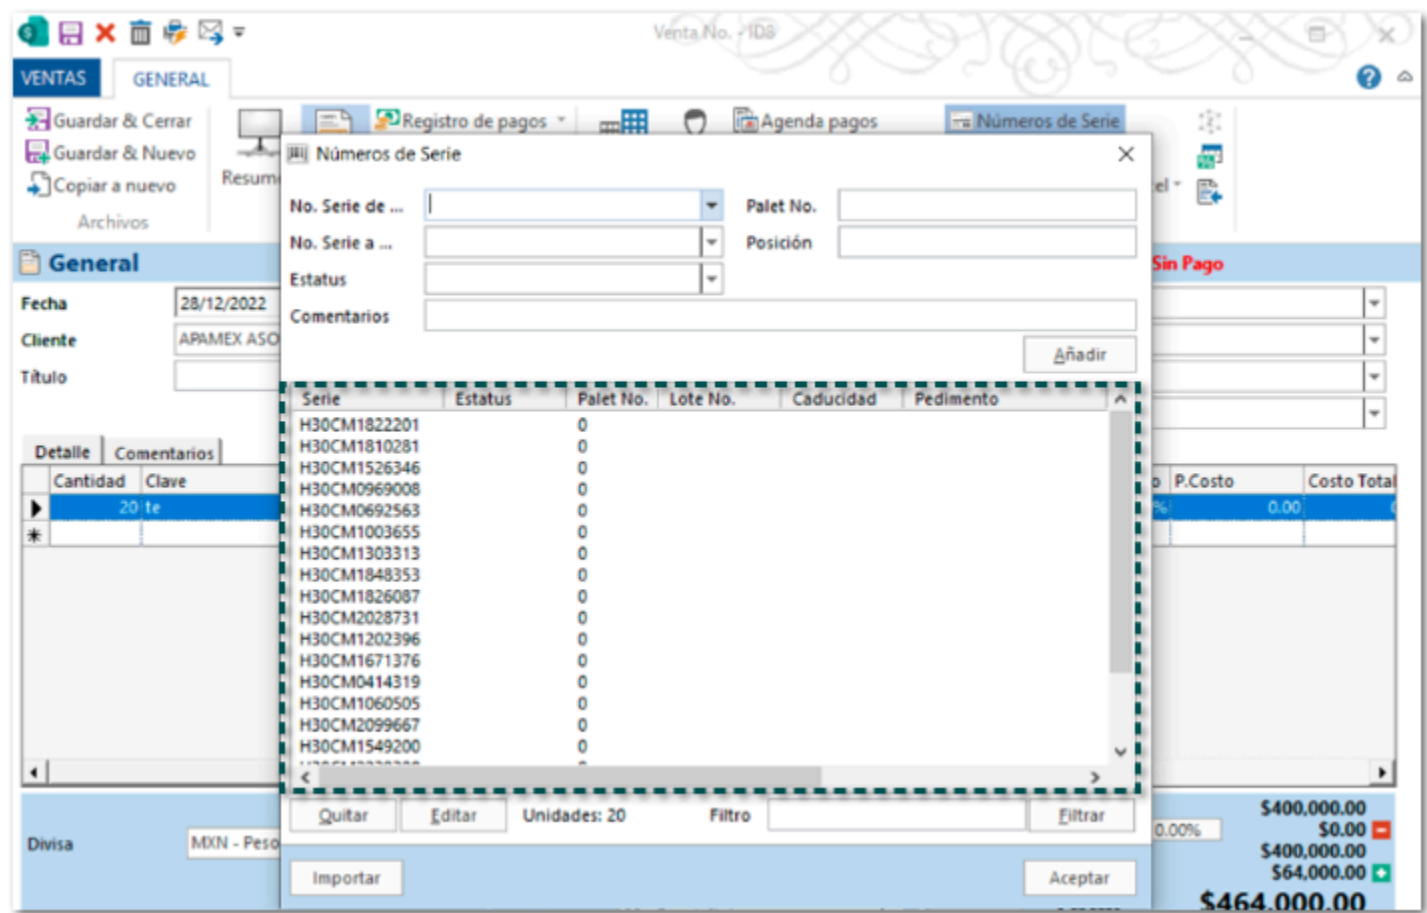 Venta No. - ID8
VENTAS
GENERAL
Guardar & Cerrar
Guardar & Nuevo
Copiar a nuevo
Archivos
Registro de pagos
Agenda pagos
Números de Serie
Números de Serie
No. Serie de ...
Palet No.
No. Serie a ...
Posición
Estatus
Comentarios
Añadir
General
Sin Pago
Fecha
28/12/2022
Cliente
APAMEX ASO
Título
Detalle Comentarios
Cantidad Clave
P.Costo Costo Total
20 te
0.00
Serie Estatus Palet No. Lote No. Caducidad Pedimento
H30CM1822201 0
H30CM1810281 0
H30CM1526346 0
H30CM0969008 0
H30CM0692563 0
H30CM1003655 0
H30CM1303313 0
H30CM1848353 0
H30CM1826087 0
H30CM2028731 0
H30CM1202396 0
H30CM1671376 0
H30CM0414319 0
H30CM1060505 0
H30CM2099667 0
H30CM1549200 0
Quitar Editar Unidades: 20 Filtro Filtrar
Importar Aceptar
Divisa
MXN - Peso
0.00%
$400,000.00
$0.00
$400,000.00
$64,000.00
$464,000.00